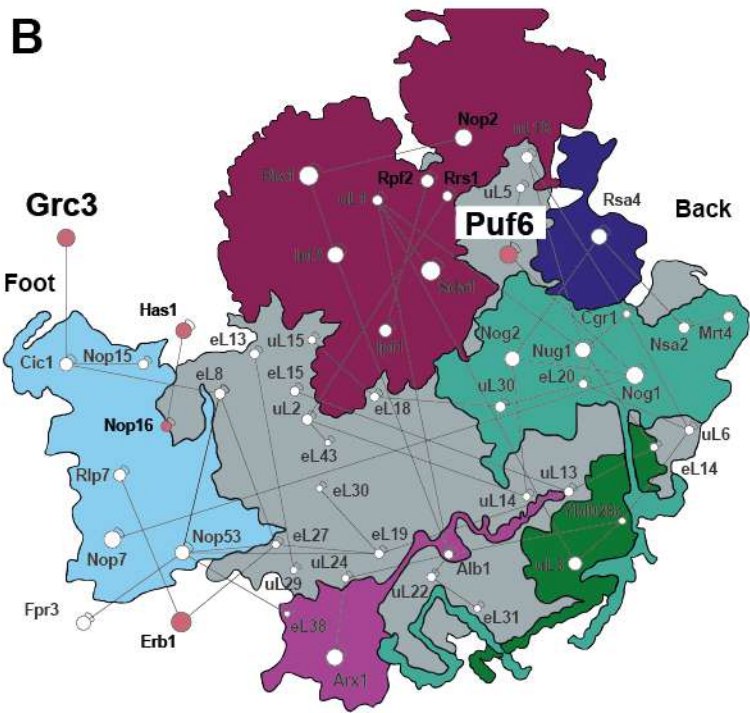 B
Nop2
Rpf2
Rrs1
uL5
Rsa4
Grc3
Puf6
Back
Foot
Has1
eL13
uL15
Nog2
Cgr1
Nsa2
Mrt4
Cic1
Nop15
eL8
eL15
Nug1
eL20
Nog1
uL2
eL18
uL30
Nop16
eL43
uL6
eL14
Rlp7
eL30
uL14
uL13
Nop7
Nop53
eL27
eL19
uL29
uL24
Alb1
uL22
Fpr3
Erb1
eL38
eL31
Arx1